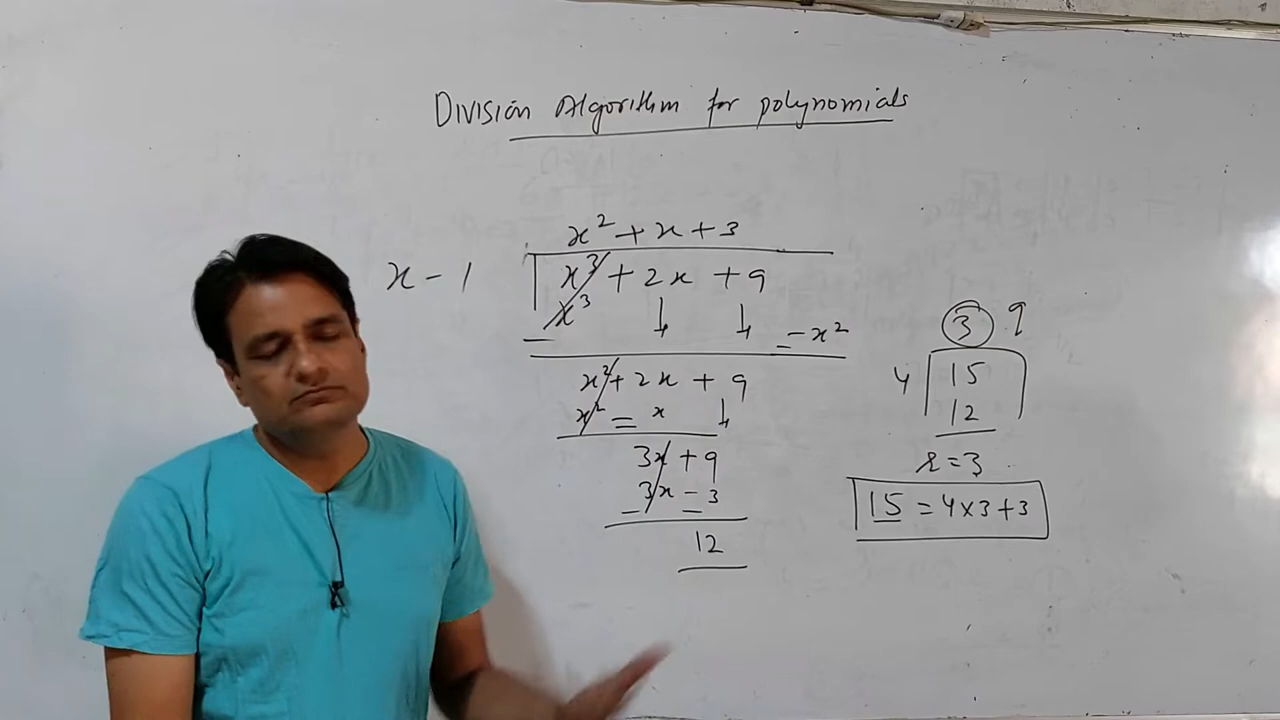 Division Algorithm for polynomials
x² + x + 3
x - 1
x³ + 2x + 9
x³
- x²
x² + 2x + 9
x² = x
3x + 9
3x - 3
12
3 9
4
15
12
r = 3
15 = 4 × 3 + 3